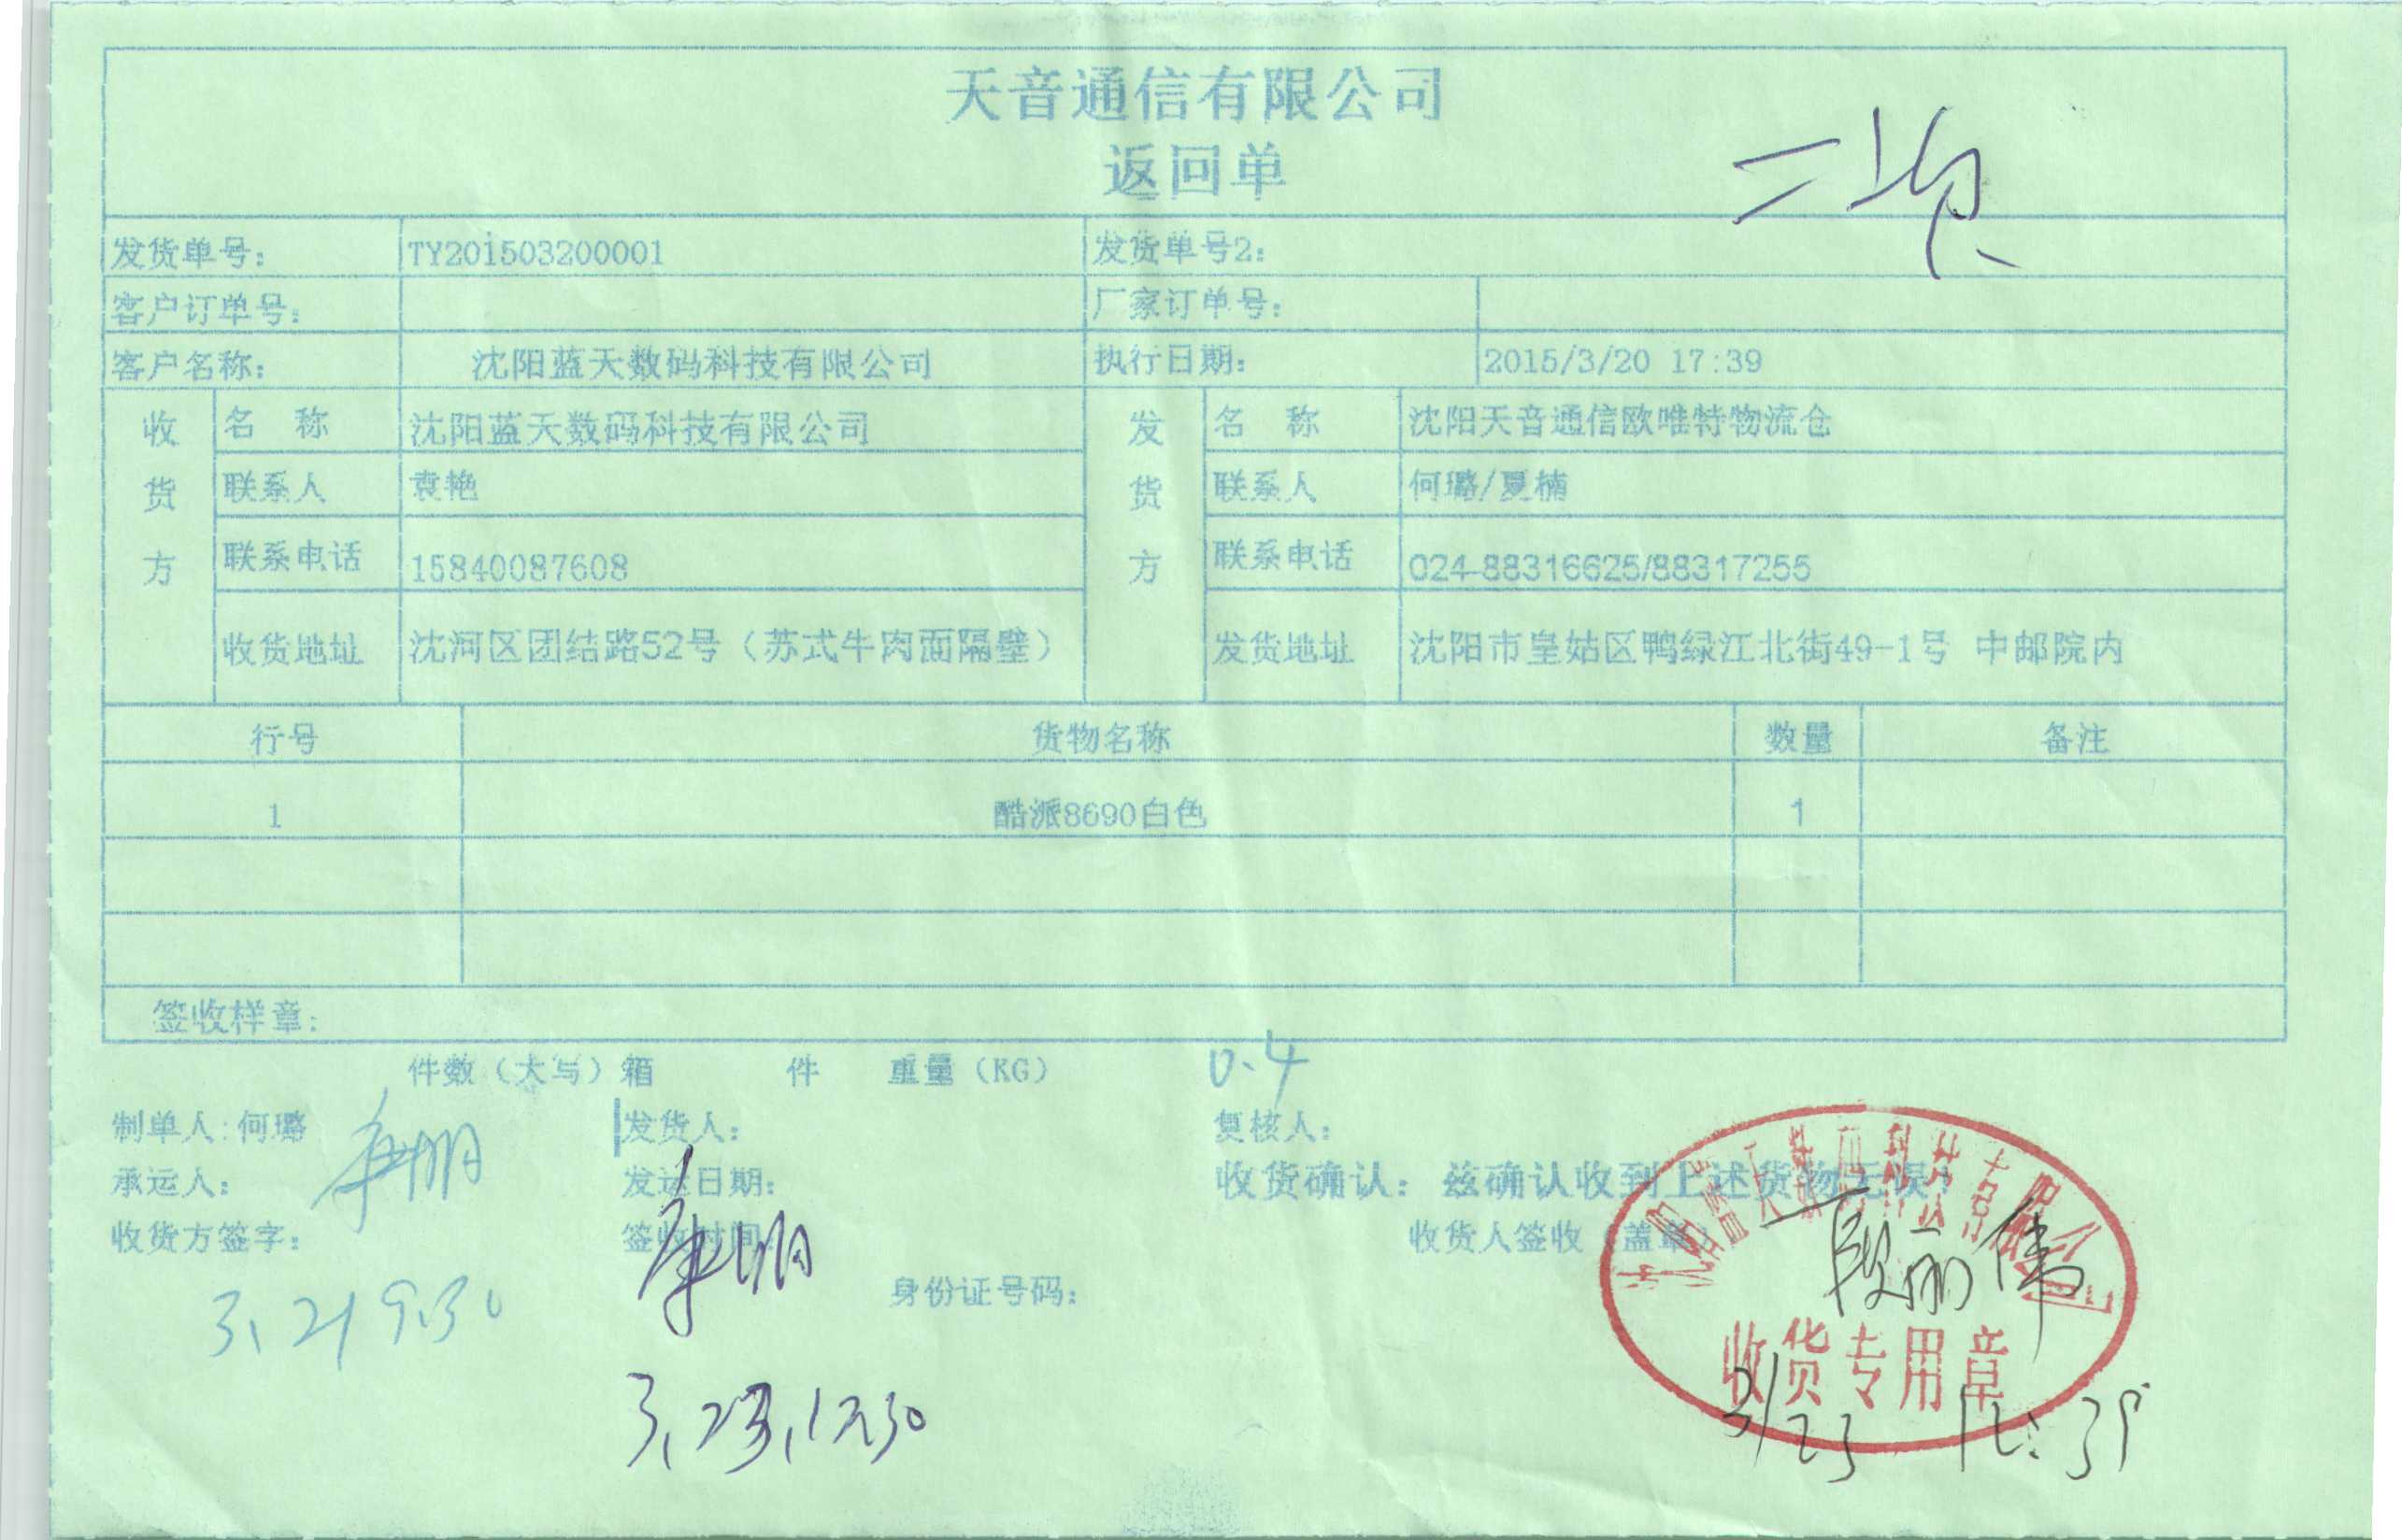 天音通信有限公司
返回单
发货单号： TY201503200001 发货单号2：
客户订单号： 厂家订单号：
客户名称： 沈阳蓝天数码科技有限公司 执行日期： 2015/3/20 17:39
收货方 发货方
名 称 沈阳蓝天数码科技有限公司 名 称 沈阳天音通信欧唯特物流仓
联系人 袁艳 联系人 何璐/夏楠
联系电话 15840087608 联系电话 024-88316625/88317255
收货地址 沈河区团结路52号（苏式牛肉面隔壁） 发货地址 沈阳市皇姑区鸭绿江北街49-1号 中邮院内
行号 货物名称 数量 备注
1 酷派8690白色 1
签收样章：
件数（大写）箱 件 重量（KG） 0.4
制单人:何璐 发货人： 复核人：
承运人： 发运日期： 收货确认：兹确认收到上述货物无误！
收货方签字： 签收时间： 收货人签收（盖章）
身份证号码：
3.21 9.30
段丽伟
收货专用章
3/23 12:39